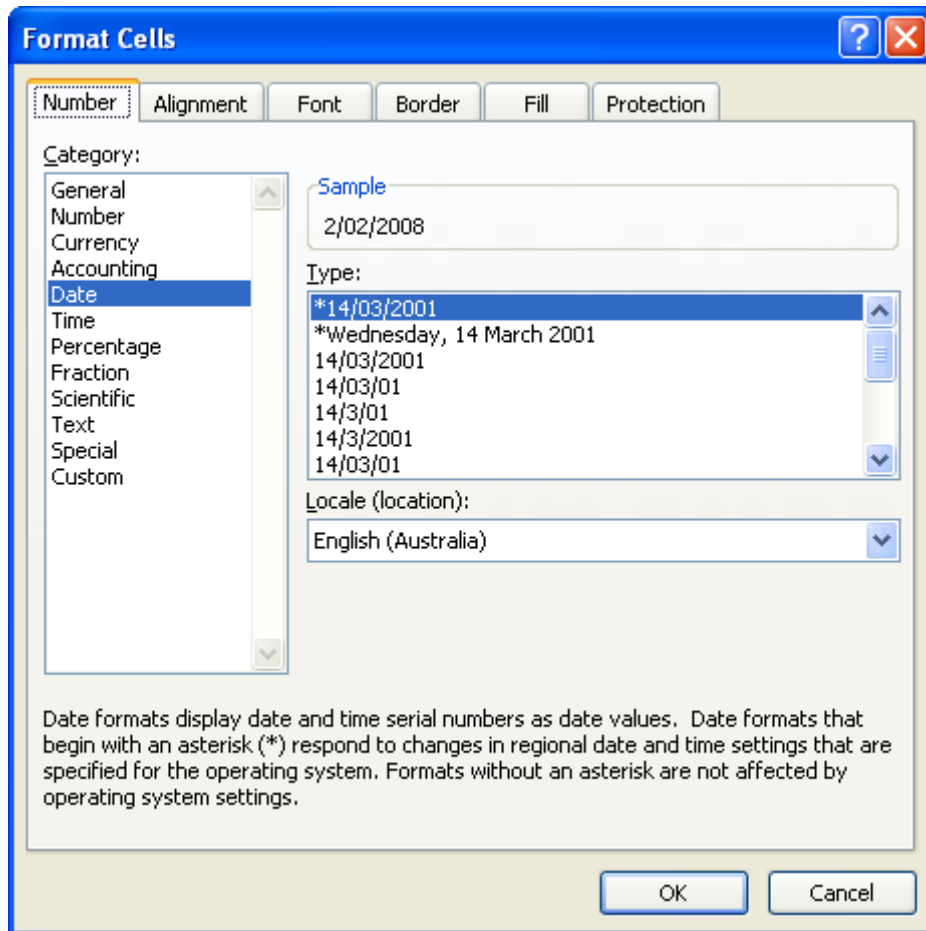 Format Cells
Number Alignment Font Border Fill Protection
Category:
General
Number
Currency
Accounting
Date
Time
Percentage
Fraction
Scientific
Text
Special
Custom
Sample
2/02/2008
Type:
*14/03/2001
*Wednesday, 14 March 2001
14/03/2001
14/03/01
14/3/01
14/3/2001
14/03/01
Locale (location):
English (Australia)
Date formats display date and time serial numbers as date values.  Date formats that
begin with an asterisk (*) respond to changes in regional date and time settings that are
specified for the operating system. Formats without an asterisk are not affected by
operating system settings.
OK Cancel